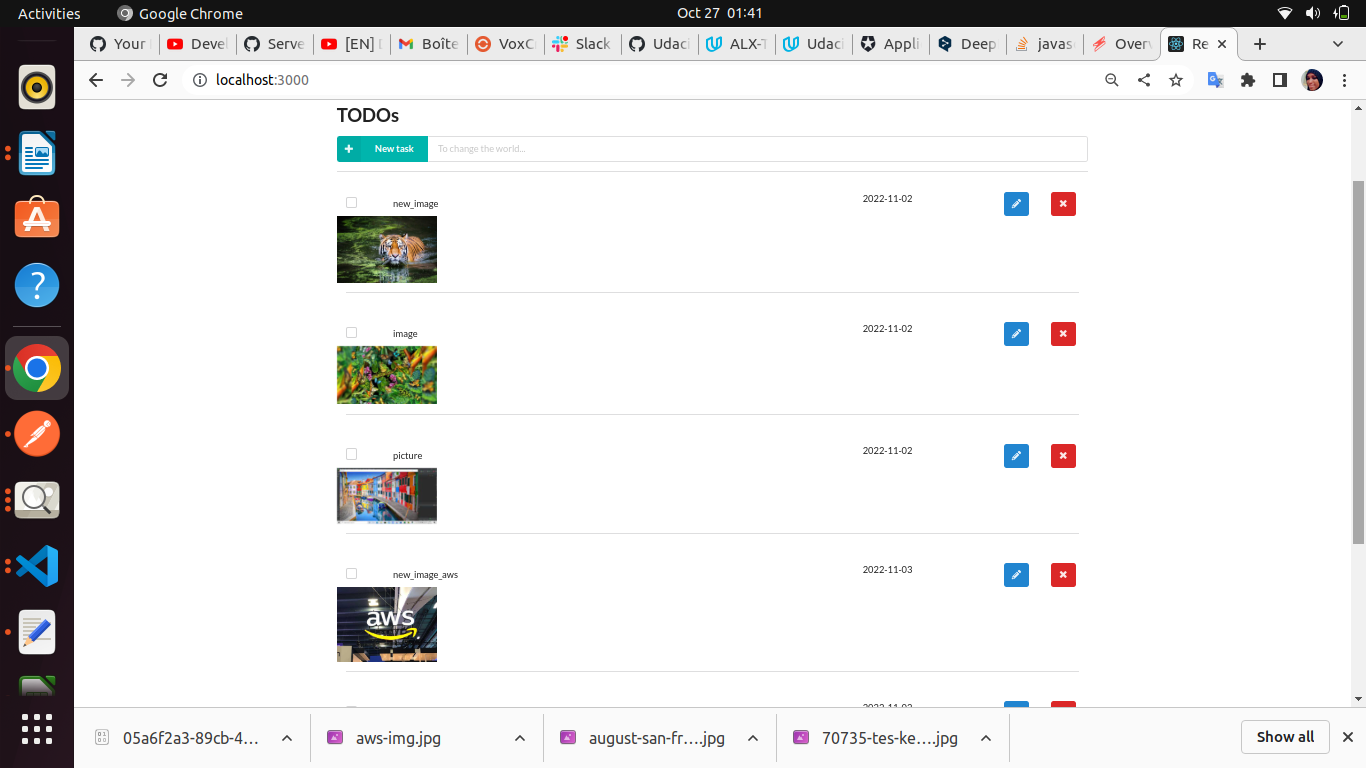 Activities Google Chrome Oct 27 01:41
Your Devel Serve [EN] Boîte VoxC Slack Udaci ALX-T Udaci Appli Deep javas Overv Re
localhost:3000
TODOs
New task To change the world...
new_image 2022-11-02
image 2022-11-02
picture 2022-11-02
new_image_aws 2022-11-03
aws
05a6f2a3-89cb-4... aws-img.jpg august-san-fr....jpg 70735-tes-ke....jpg Show all